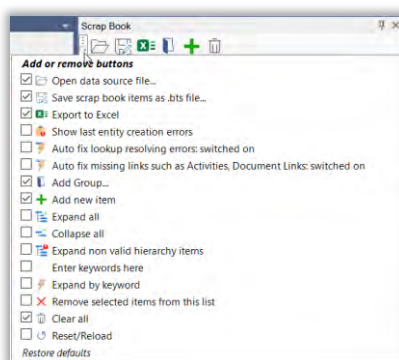 Scrap Book
Add or remove buttons
Open data source file...
Save scrap book items as .bts file...
Export to Excel
Show last entity creation errors
Auto fix lookup resolving errors: switched on
Auto fix missing links such as Activities, Document Links: switched on
Add Group...
Add new item
Expand all
Collapse all
Expand non valid hierarchy items
Enter keywords here
Expand by keyword
Remove selected items from this list
Clear all
Reset/Reload
Restore defaults